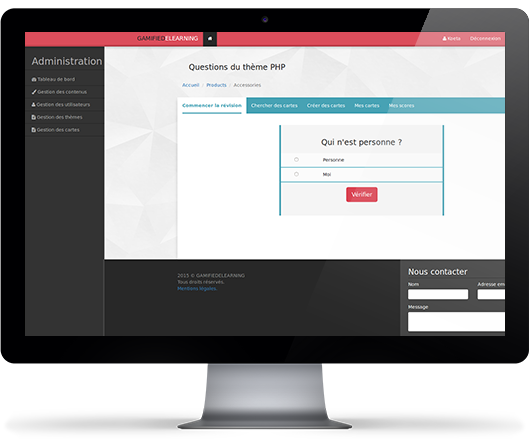 GAMIFIEDELEARNING
Keebe Déconnexion
Administration
Tableau de bord
Gestion des contenus
Gestion des utilisateurs
Gestion des thèmes
Gestion des cartes
Questions du thème PHP
Accueil / Products / Accessories
Commencer la révision Chercher des cartes Créer des cartes Mes cartes Mes scores
Qui n'est personne ?
Personne
Moi
Vérifier
2015 © GAMIFIEDELEARNING
Tous droits réservés
Mentions légales
Nous contacter
Nom Adresse em
Message